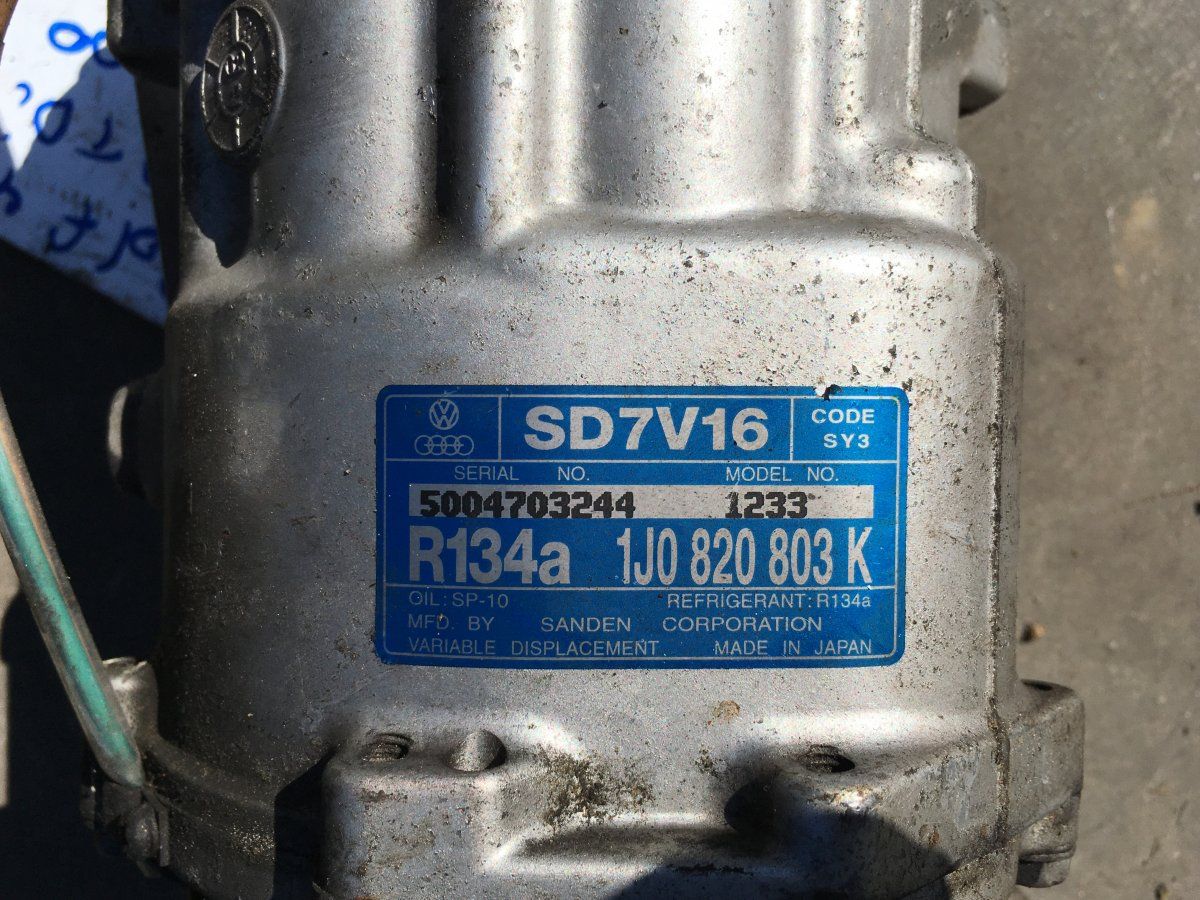 SD7V16
CODE
SY3
SERIAL NO. MODEL NO.
5004703244 1233
R134a 1J0 820 803 K
OIL: SP-10 REFRIGERANT: R134a
MFD. BY SANDEN CORPORATION
VARIABLE DISPLACEMENT MADE IN JAPAN